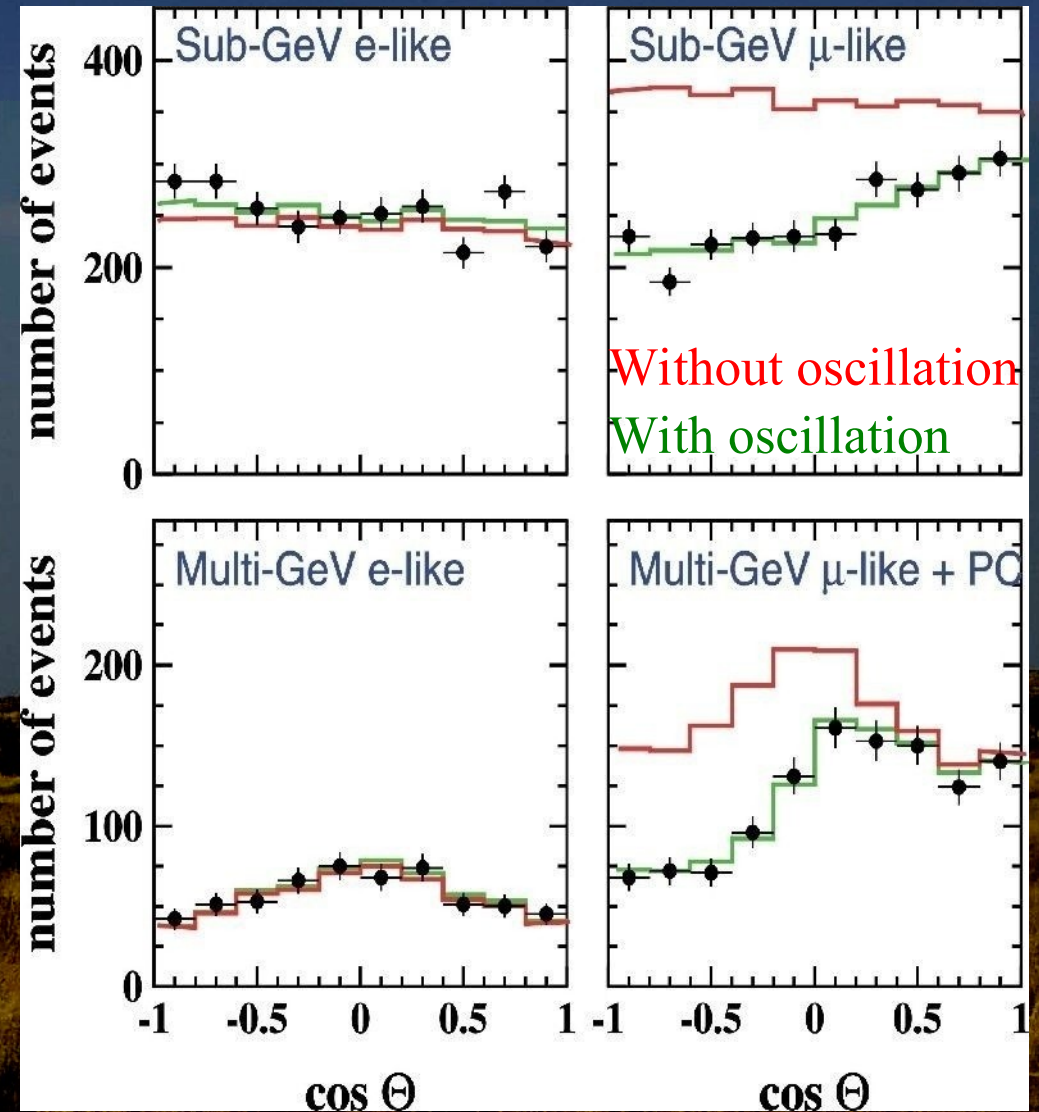 number of events
400
200
0
Sub-GeV e-like
Sub-GeV μ-like
Without oscillation
With oscillation
number of events
200
100
0
Multi-GeV e-like
Multi-GeV μ-like + PC
-1 -0.5 0 0.5 1
-1 -0.5 0 0.5 1
cos Θ
cos Θ